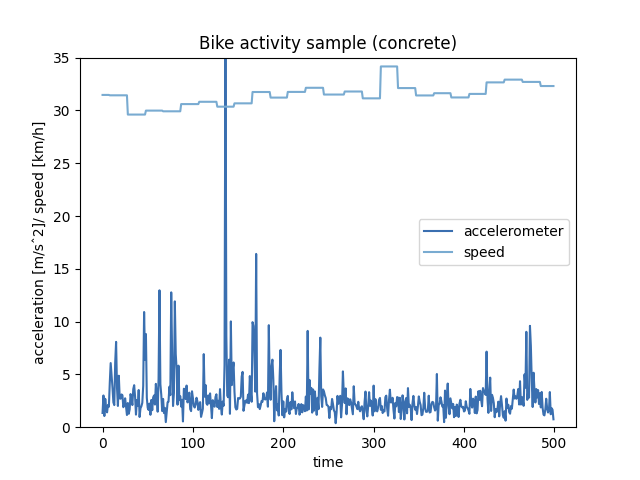 Bike activity sample (concrete)
acceleration [m/s^2]/ speed [km/h]
35
30
25
20
15
10
5
0
accelerometer
speed
0 100 200 300 400 500
time